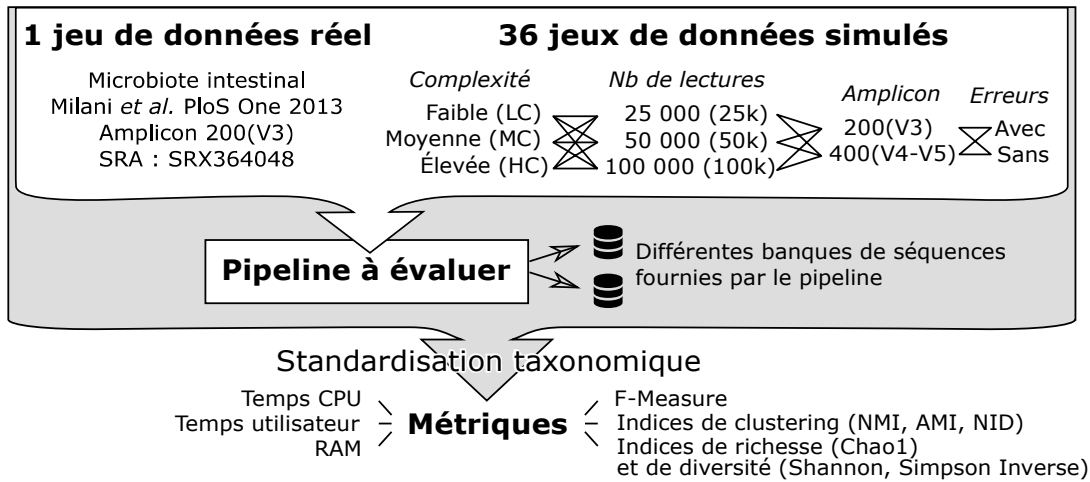 1 jeu de données réel
Microbiote intestinal
Milani et al. PloS One 2013
Amplicon 200(V3)
SRA : SRX364048
36 jeux de données simulés
Complexité
Faible (LC)
Moyenne (MC)
Élevée (HC)
Nb de lectures
25 000 (25k)
50 000 (50k)
100 000 (100k)
Amplicon
200(V3)
400(V4-V5)
Erreurs
Avec
Sans
Pipeline à évaluer
Différentes banques de séquences
fournies par le pipeline
Standardisation taxonomique
Métriques
Temps CPU
Temps utilisateur
RAM
F-Measure
Indices de clustering (NMI, AMI, NID)
Indices de richesse (Chao1)
et de diversité (Shannon, Simpson Inverse)